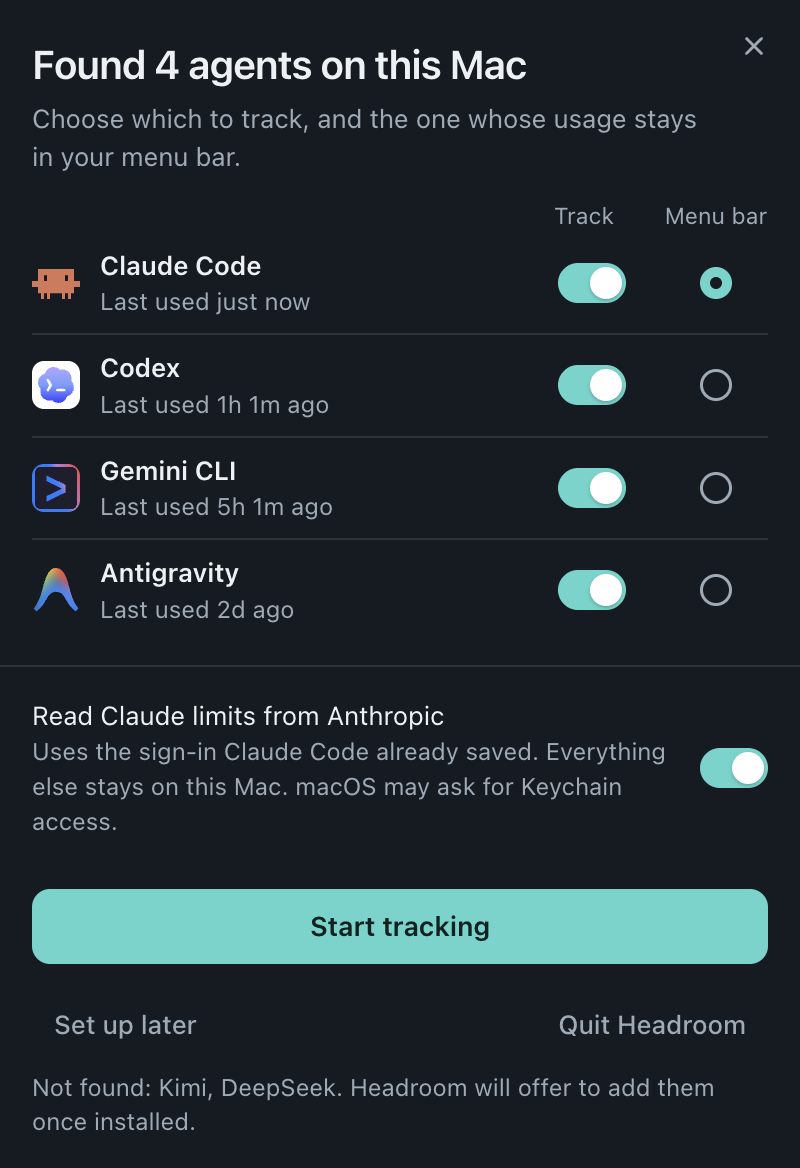 Found 4 agents on this Mac
Choose which to track, and the one whose usage stays
in your menu bar.
Track Menu bar
Claude Code
Last used just now
Codex
Last used 1h 1m ago
Gemini CLI
Last used 5h 1m ago
Antigravity
Last used 2d ago
Read Claude limits from Anthropic
Uses the sign-in Claude Code already saved. Everything
else stays on this Mac. macOS may ask for Keychain
access.
Start tracking
Set up later Quit Headroom
Not found: Kimi, DeepSeek. Headroom will offer to add them
once installed.